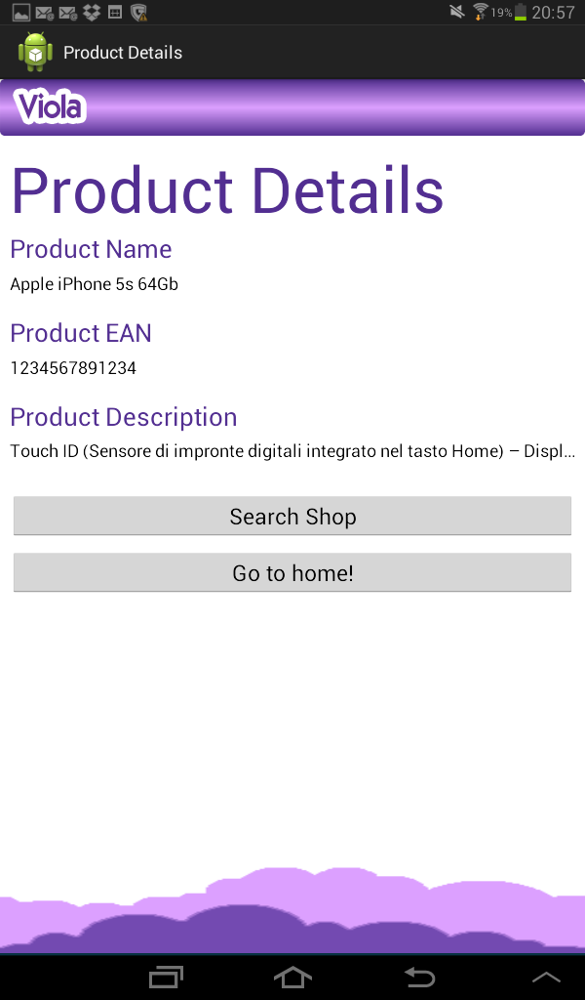 19% 20:57
Product Details
Viola
Product Details
Product Name
Apple iPhone 5s 64Gb
Product EAN
1234567891234
Product Description
Touch ID (Sensore di impronte digitali integrato nel tasto Home) – Displ...
Search Shop
Go to home!